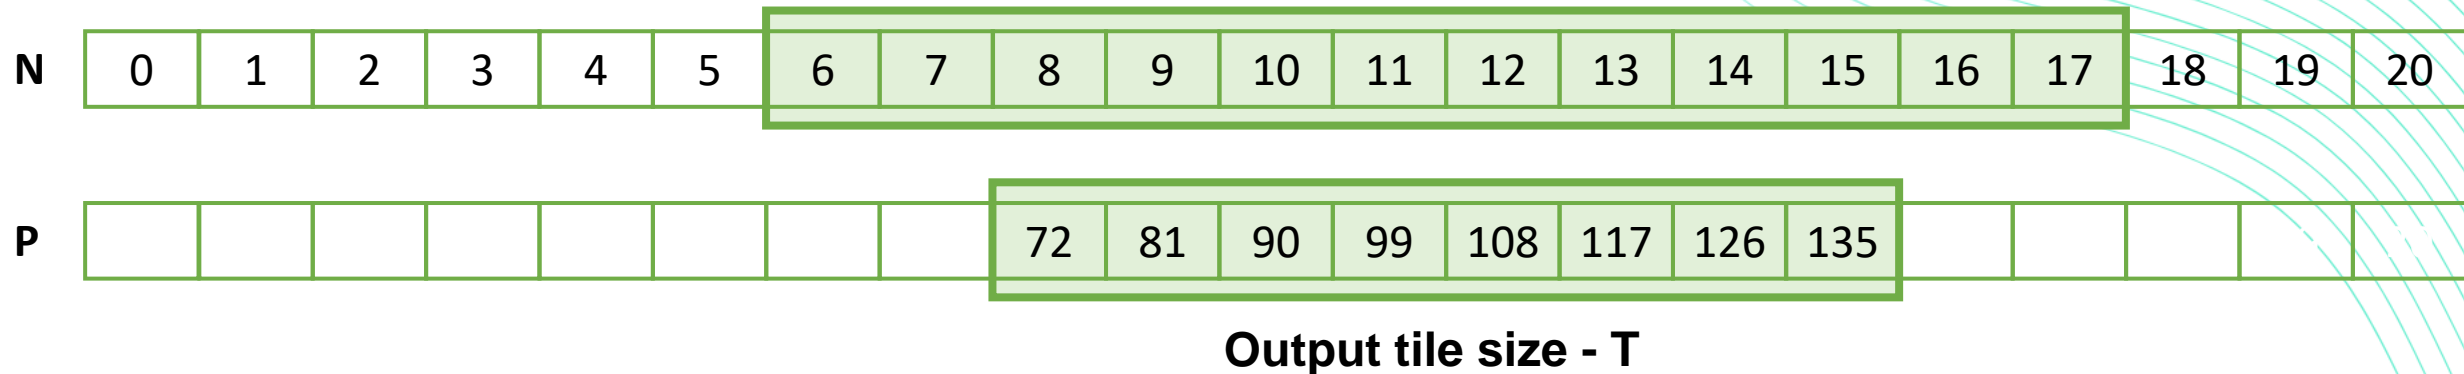 N 0 1 2 3 4 5 6 7 8 9 10 11 12 13 14 15 16 17 18 19 20
P 72 81 90 99 108 117 126 135
Output tile size - T